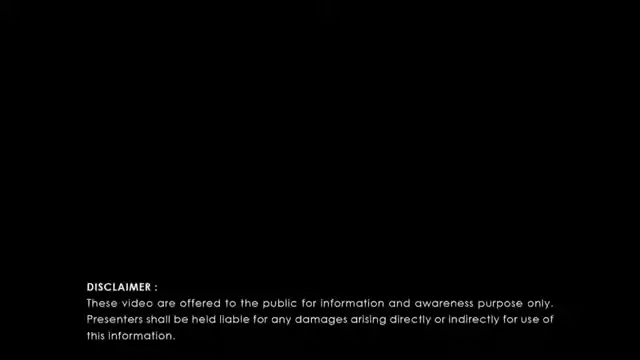 DISCLAIMER :
These video are offered to the public for information and awareness purpose only.
Presenters shall be held liable for any damages arising directly or indirectly for use of
this information.